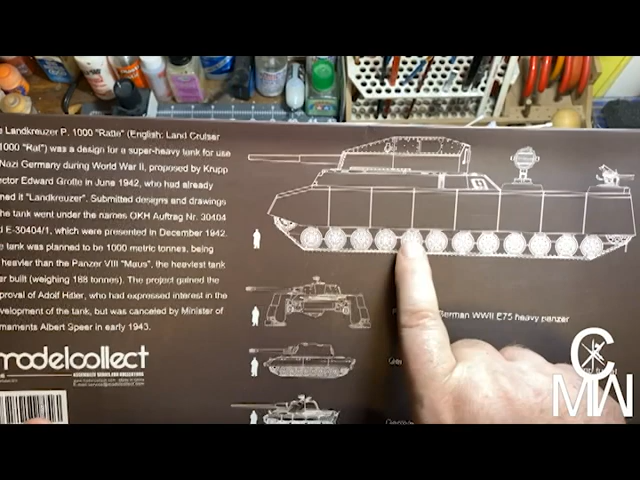 Landkreuzer P. 1000 "Ratte" (English: Land Cruiser
1000 "Rat") was a design for a super-heavy tank for use
Nazi Germany during World War II, proposed by Krupp
ector Edward Grotte in June 1942, who had already
ned it "Landkreuzer". Submitted designs and drawings
the tank went under the names OKH Auftrag Nr. 30404
d E-30404/1, which were presented in December 1942.
e tank was planned to be 1000 metric tonnes, being
heavier than the Panzer VIII "Maus", the heaviest tank
er built (weighing 188 tonnes). The project gained the
proval of Adolf Hitler, who had expressed interest in the
velopment of the tank, but was canceled by Minister of
rmaments Albert Speer in early 1943.
German WWII E75 heavy panzer
modelcollect
CMW